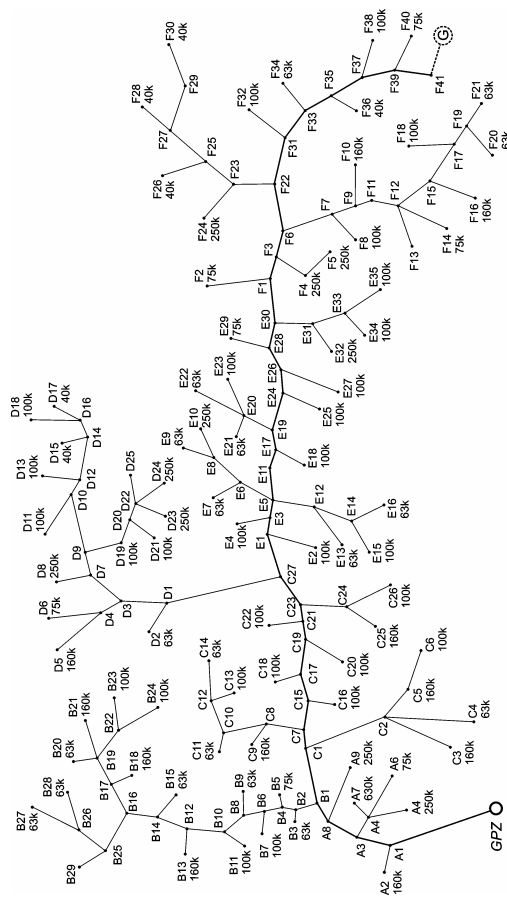 F30
40k
F29
F28
40k
F27
F25
F26
40k
F23
F24
250k
F22
F32
100k
F31
F34
63k
F33
F35
F36
40k
F37
F38
100k
F39
F40
75k
F41
G
F21
63k
F19
F20
63k
F17
F18
100k
F15
F16
160k
F12
F14
75k
F13
F11
F10
160k
F9
F7
F8
100k
F6
F3
F5
250k
F4
250k
F2
75k
F1
E30
E35
100k
E33
E34
100k
E31
E32
250k
E29
75k
E28
E26
E27
100k
E24
E25
100k
E23
100k
E22
63k
E20
E21
63k
E19
E17
E18
100k
E11
E10
250k
E9
63k
E8
E6
E7
63k
E5
E3
E4
100k
E1
E2
100k
E12
E13
63k
E14
E15
100k
E16
63k
D18
100k
D17
40k
D16
D15
40k
D14
D13
100k
D12
D11
100k
D10
D9
D25
D24
250k
D22
D23
250k
D20
D19
100k
D21
100k
D8
250k
D7
D6
75k
D4
D5
160k
D3
D1
D2
63k
C27
C23
C24
C26
100k
C25
160k
C22
100k
C21
C19
C20
100k
C18
100k
C17
C15
C16
100k
C14
63k
C13
100k
C12
C10
C11
63k
C8
C9
160k
C7
C1
C2
C6
100k
C5
160k
C4
63k
C3
160k
B24
100k
B23
100k
B22
B21
160k
B20
63k
B19
B18
160k
B17
B16
B15
63k
B14
B12
B13
160k
B10
B11
100k
B9
63k
B8
B6
B7
100k
B5
75k
B4
B3
63k
B2
B1
B28
63k
B27
63k
B26
B25
B29
A9
250k
A8
A7
630k
A6
75k
A4
A4
250k
A3
A1
A2
160k
GPZ